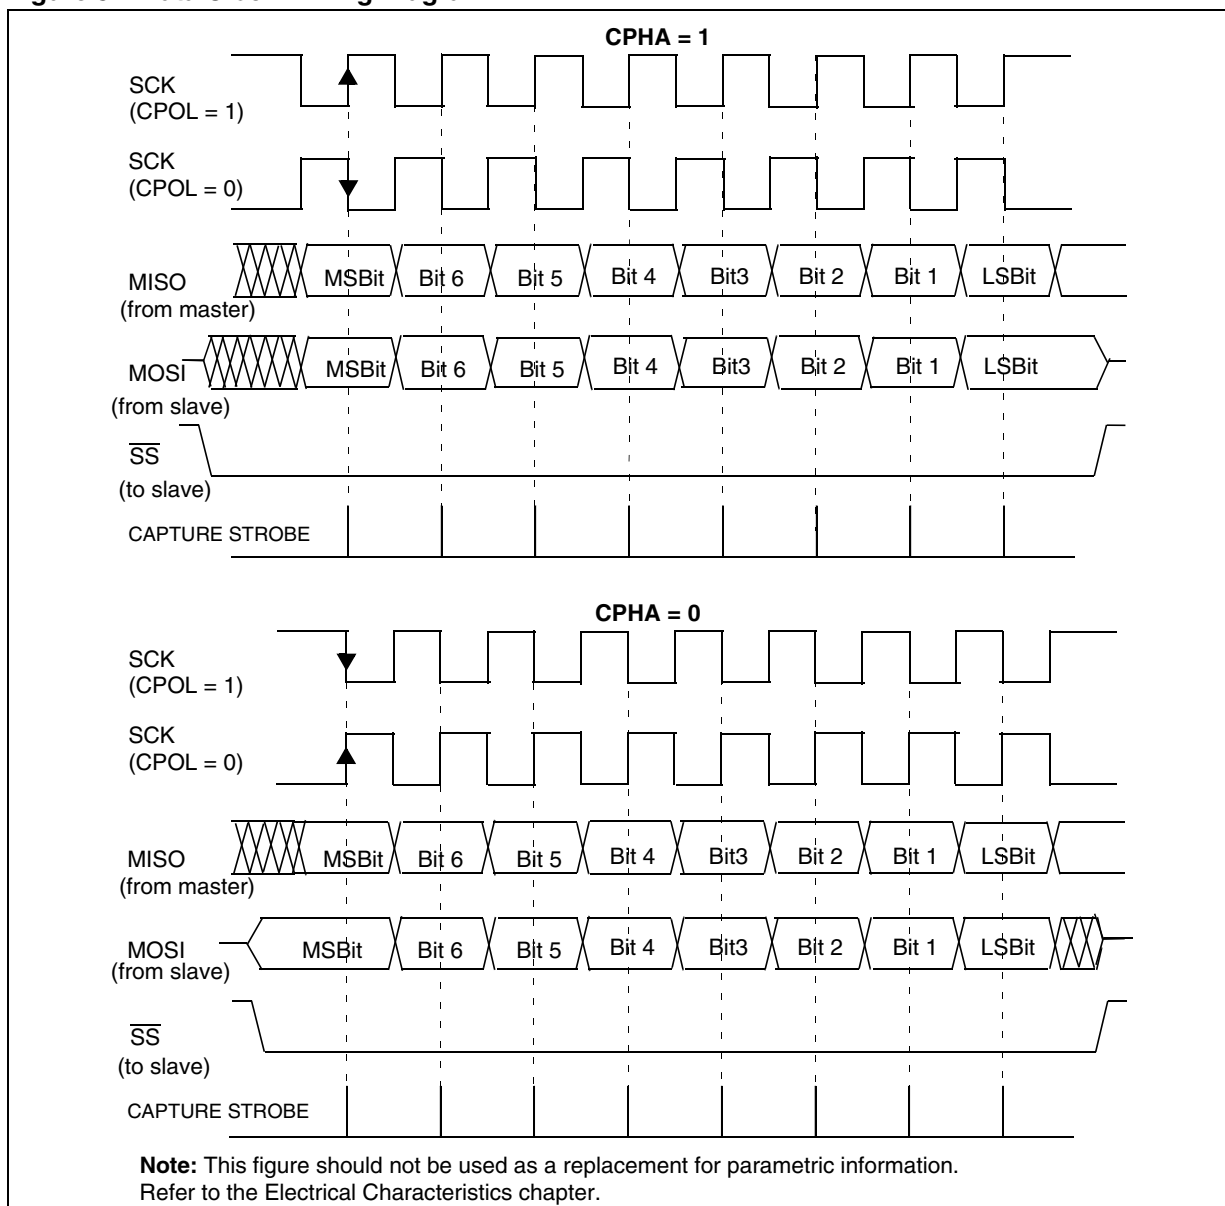 CPHA = 1
SCK
(CPOL = 1)
SCK
(CPOL = 0)
MISO
(from master)
MSBit Bit 6 Bit 5 Bit 4 Bit3 Bit 2 Bit 1 LSBit
MOSI
(from slave)
MSBit Bit 6 Bit 5 Bit 4 Bit3 Bit 2 Bit 1 LSBit
SS
(to slave)
CAPTURE STROBE
CPHA = 0
SCK
(CPOL = 1)
SCK
(CPOL = 0)
MISO
(from master)
MSBit Bit 6 Bit 5 Bit 4 Bit3 Bit 2 Bit 1 LSBit
MOSI
(from slave)
MSBit Bit 6 Bit 5 Bit 4 Bit3 Bit 2 Bit 1 LSBit
SS
(to slave)
CAPTURE STROBE
Note: This figure should not be used as a replacement for parametric information.
Refer to the Electrical Characteristics chapter.